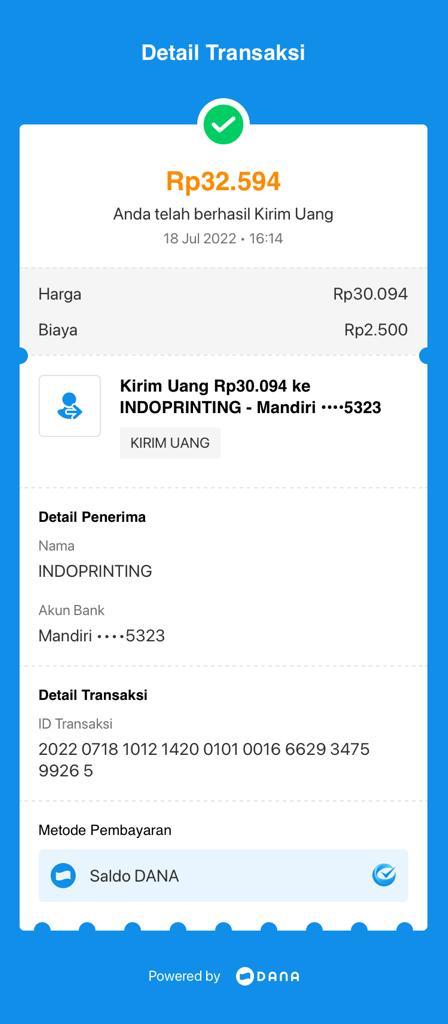 Detail Transaksi
Rp32.594
Anda telah berhasil Kirim Uang
18 Jul 2022 • 16:14
Harga Rp30.094
Biaya Rp2.500
Kirim Uang Rp30.094 ke
INDOPRINTING - Mandiri ••••5323
KIRIM UANG
Detail Penerima
Nama
INDOPRINTING
Akun Bank
Mandiri ••••5323
Detail Transaksi
ID Transaksi
2022 0718 1012 1420 0101 0016 6629 3475
9926 5
Metode Pembayaran
Saldo DANA
Powered by DANA